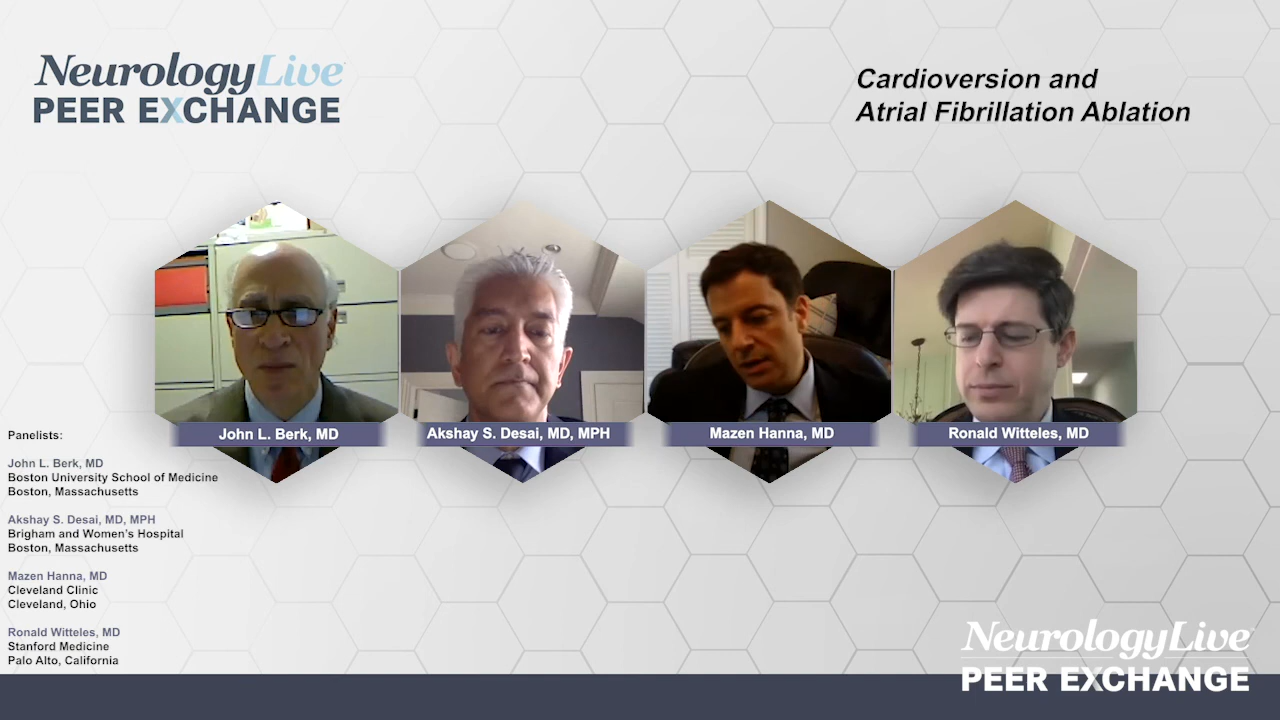 NeurologyLive
PEER EXCHANGE
Cardioversion and
Atrial Fibrillation Ablation
John L. Berk, MD
Akshay S. Desai, MD, MPH
Mazen Hanna, MD
Ronald Witteles, MD
Panelists:
John L. Berk, MD
Boston University School of Medicine
Boston, Massachusetts
Akshay S. Desai, MD, MPH
Brigham and Women's Hospital
Boston, Massachusetts
Mazen Hanna, MD
Cleveland Clinic
Cleveland, Ohio
Ronald Witteles, MD
Stanford Medicine
Palo Alto, California
NeurologyLive
PEER EXCHANGE